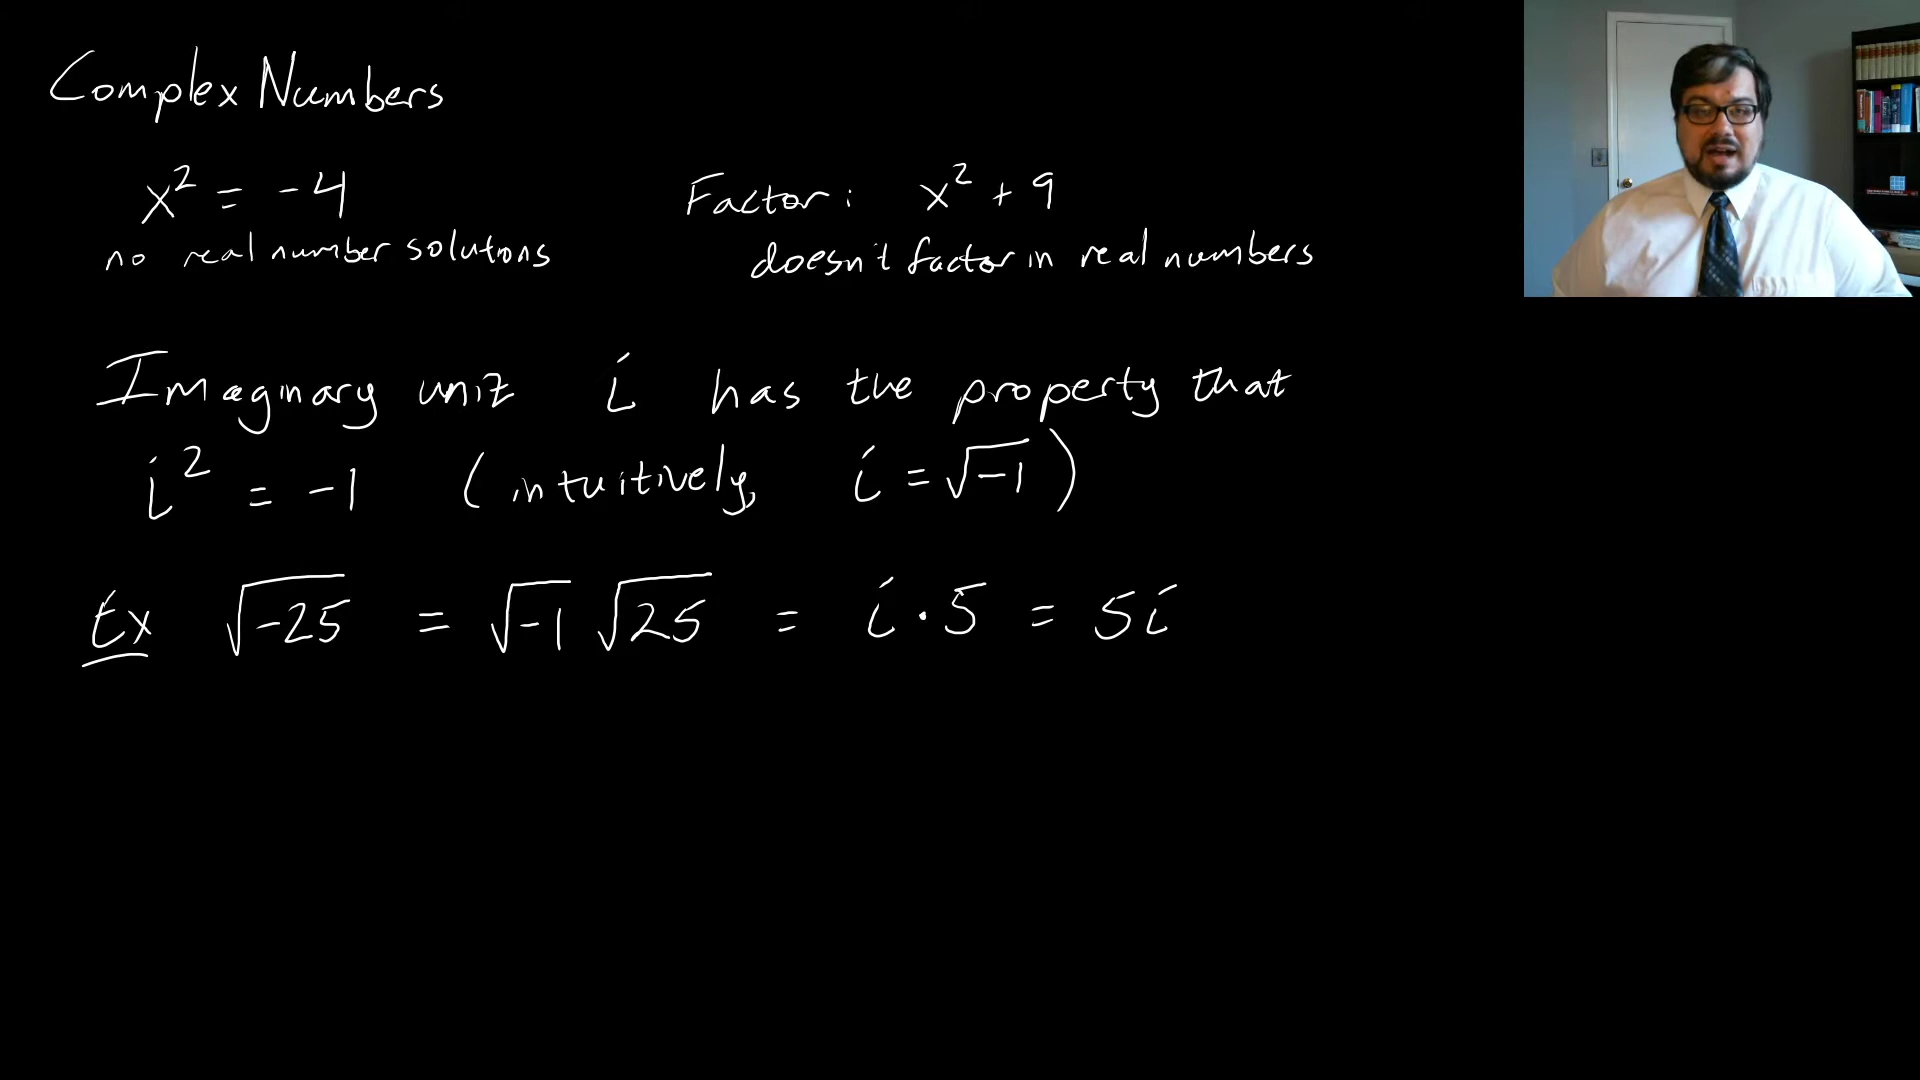 Complex Numbers
x² = -4
no real number solutions
Factor: x² + 9
doesn't factor in real numbers
Imaginary unit i has the property that
i² = -1 (intuitively, i = √-1)
Ex √-25 = √-1 √25 = i · 5 = 5i